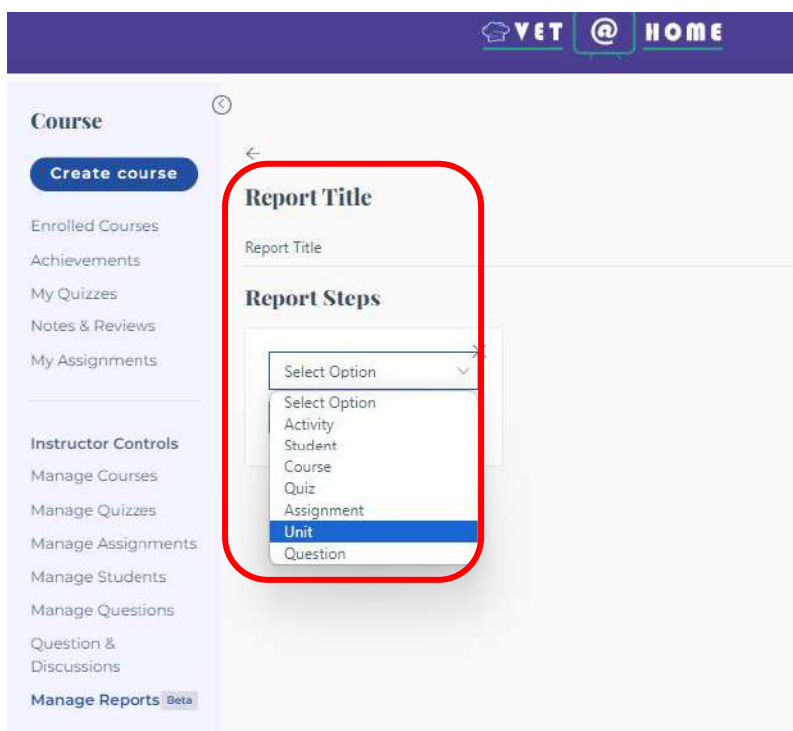 VET @ HOME
Course
Create course
Enrolled Courses
Achievements
My Quizzes
Notes & Reviews
My Assignments
Instructor Controls
Manage Courses
Manage Quizzes
Manage Assignments
Manage Students
Manage Questions
Question &
Discussions
Manage Reports Beta
Report Title
Report Title
Report Steps
Select Option
Select Option
Activity
Student
Course
Quiz
Assignment
Unit
Question